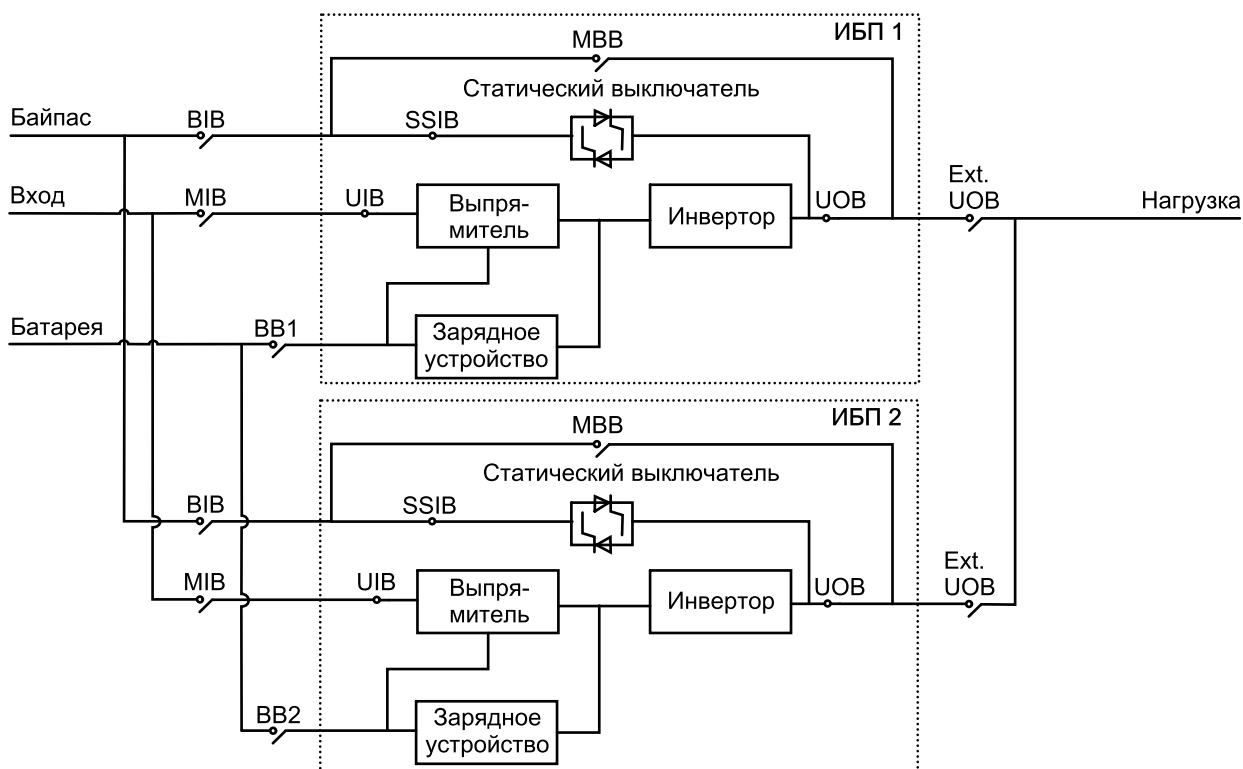 ИБП 1
MBB
Статический выключатель
Байпас
BIB
SSIB
Вход
MIB
UIB
Выпря-
митель
Инвертор
UOB
Ext.
UOB
Нагрузка
Батарея
BB1
Зарядное
устройство
ИБП 2
MBB
Статический выключатель
BIB
SSIB
MIB
UIB
Выпря-
митель
Инвертор
UOB
Ext.
UOB
BB2
Зарядное
устройство